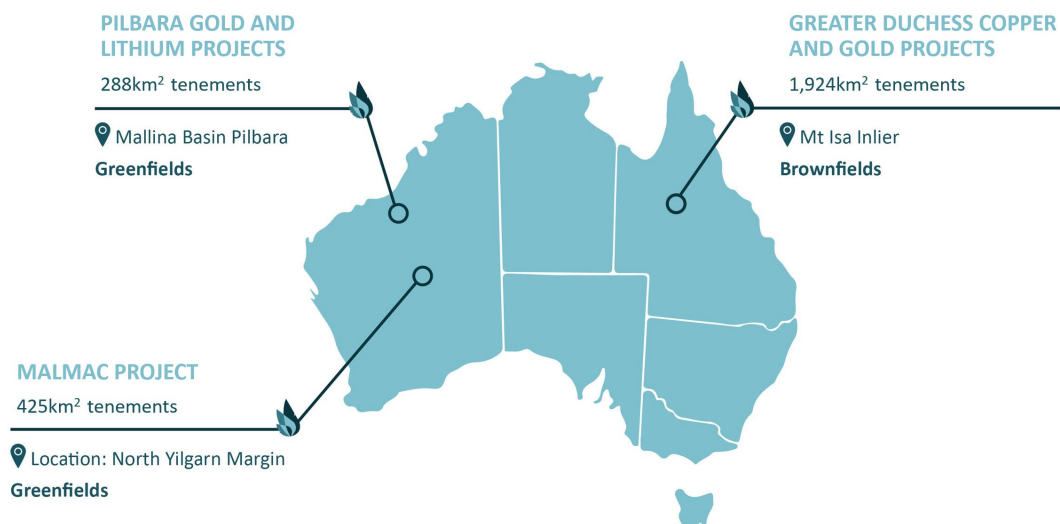 PILBARA GOLD AND
LITHIUM PROJECTS
288km² tenements
Mallina Basin Pilbara
Greenfields
GREATER DUCHESS COPPER
AND GOLD PROJECTS
1,924km² tenements
Mt Isa Inlier
Brownfields
MALMAC PROJECT
425km² tenements
Location: North Yilgarn Margin
Greenfields